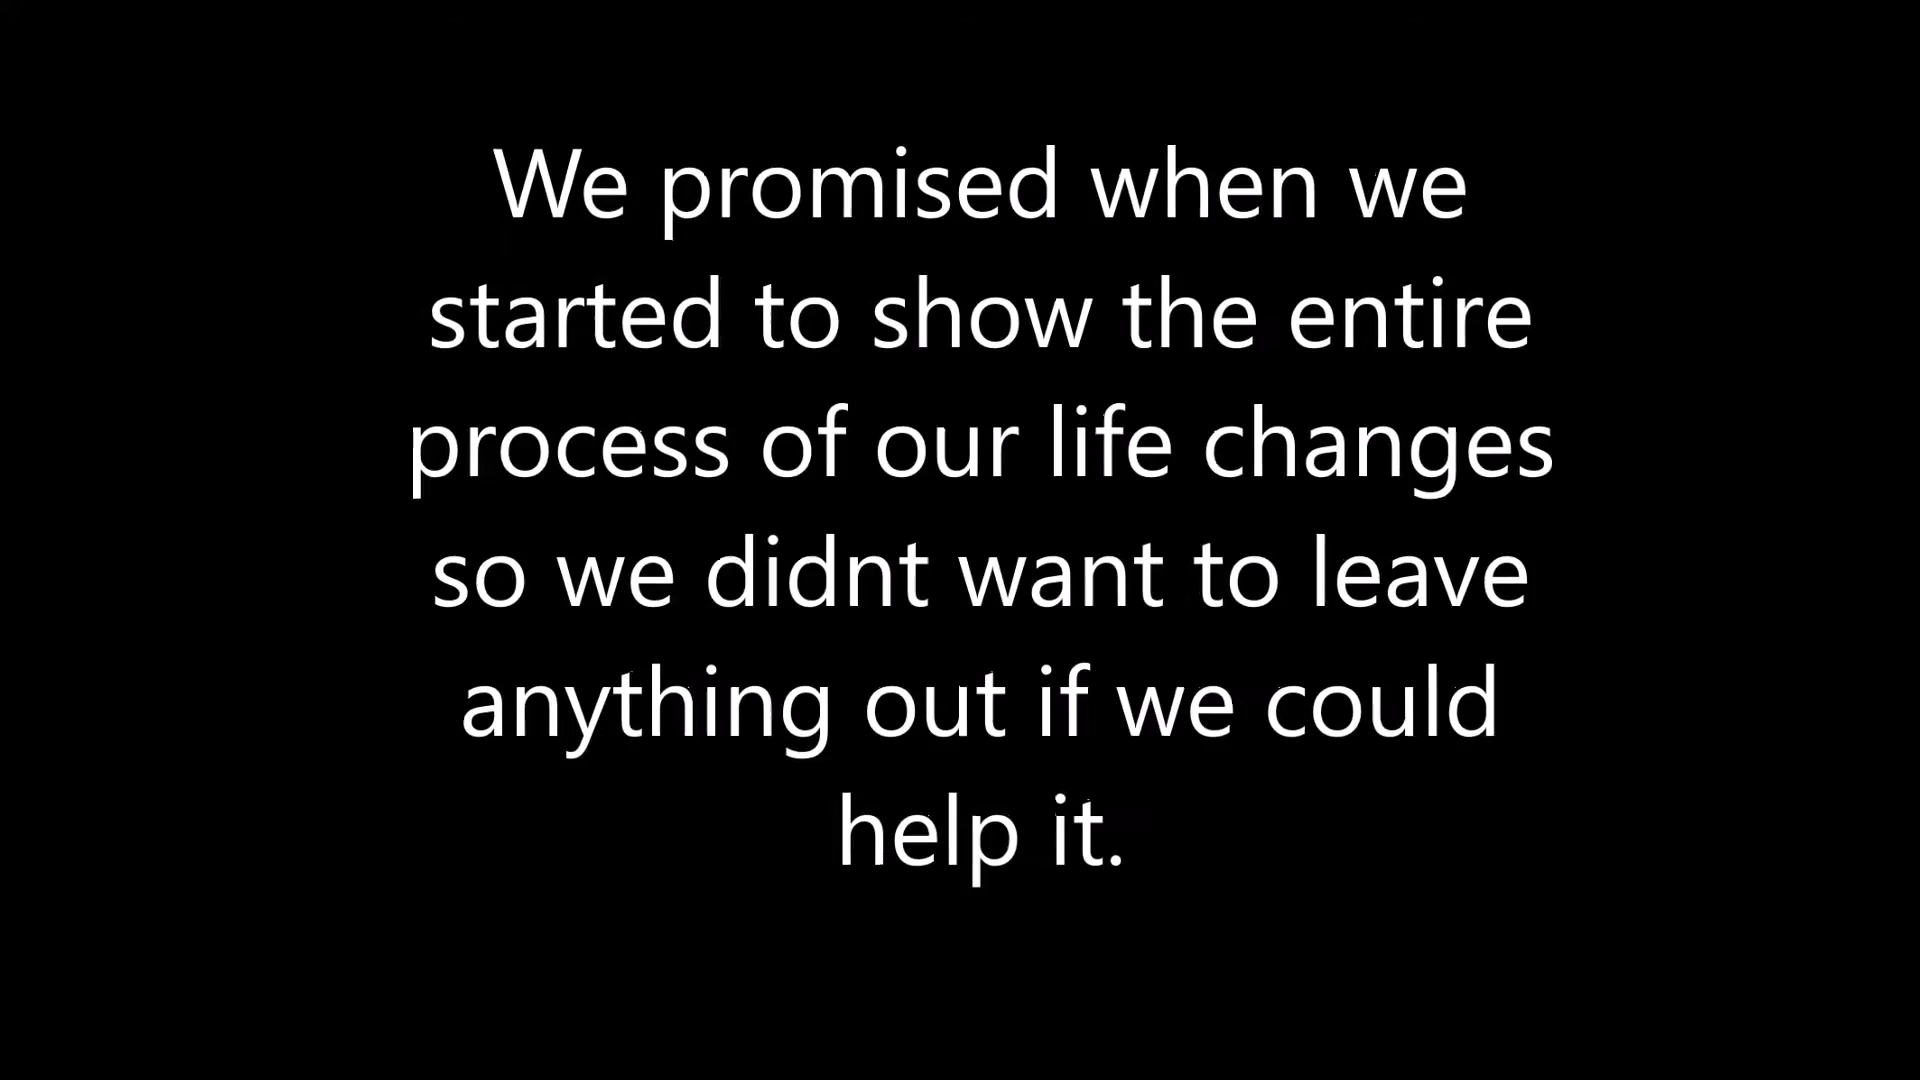 We promised when we
started to show the entire
process of our life changes
so we didnt want to leave
anything out if we could
help it.